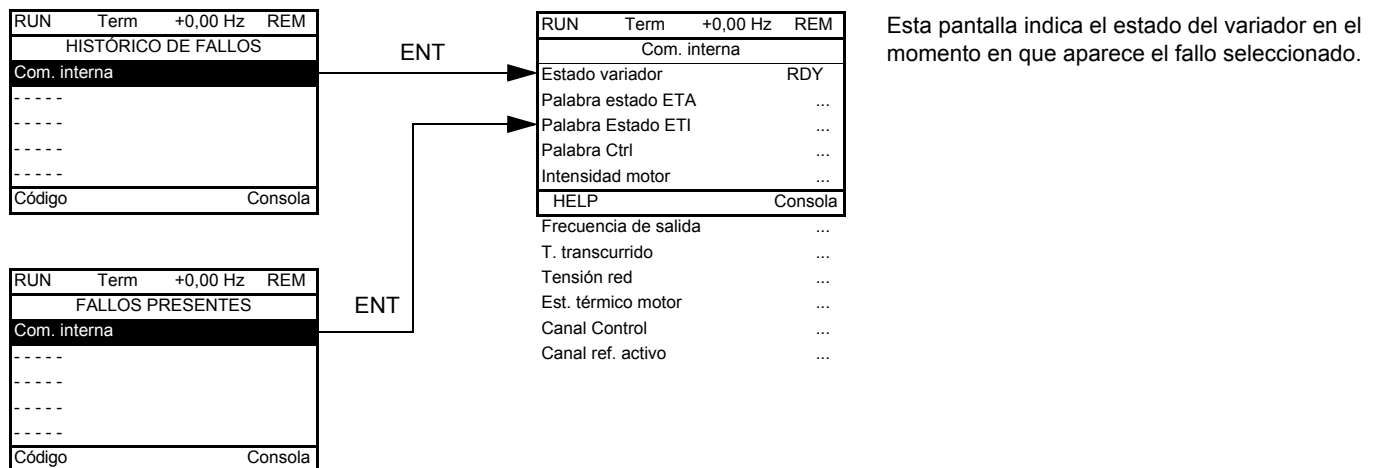 RUN Term +0,00 Hz REM
HISTÓRICO DE FALLOS
Com. interna
- - - - -
- - - - -
- - - - -
- - - - -
Código Consola
ENT
RUN Term +0,00 Hz REM
FALLOS PRESENTES
Com. interna
- - - - -
- - - - -
- - - - -
- - - - -
Código Consola
ENT
RUN Term +0,00 Hz REM
Com. interna
Estado variador RDY
Palabra estado ETA ...
Palabra Estado ETI ...
Palabra Ctrl ...
Intensidad motor ...
HELP Consola
Frecuencia de salida ...
T. transcurrido ...
Tensión red ...
Est. térmico motor ...
Canal Control ...
Canal ref. activo ...
Esta pantalla indica el estado del variador en el
momento en que aparece el fallo seleccionado.